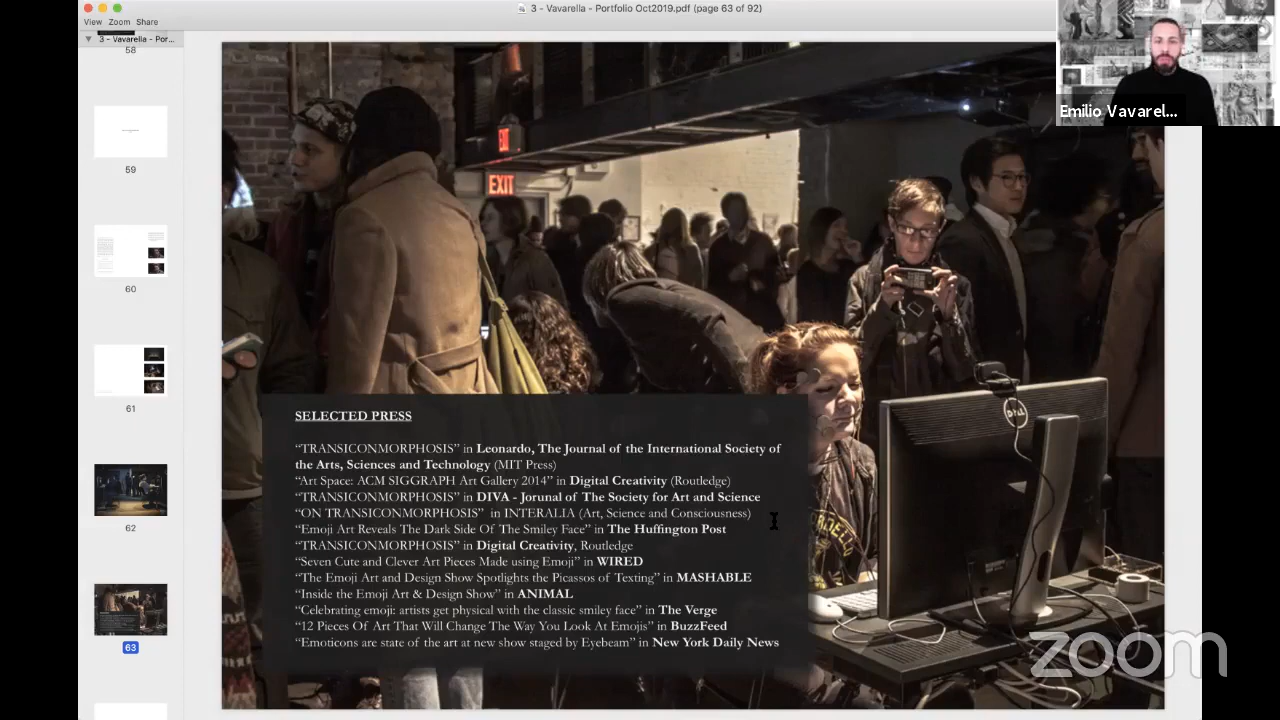 3 - Vavarella - Portfolio Oct2019.pdf (page 63 of 92)
View Zoom Share
3 - Vavarella - Por...
58
59
60
61
62
63
EXIT
Emilio Vavarel...
SELECTED PRESS
“TRANSICONMORPHOSIS” in Leonardo, The Journal of the International Society of
the Arts, Sciences and Technology (MIT Press)
“Art Space: ACM SIGGRAPH Art Gallery 2014” in Digital Creativity (Routledge)
“TRANSICONMORPHOSIS” in DIVA - Jorunal of The Society for Art and Science
“ON TRANSICONMORPHOSIS” in INTERALIA (Art, Science and Consciousness)
“Emoji Art Reveals The Dark Side Of The Smiley Face” in The Huffington Post
“TRANSICONMORPHOSIS” in Digital Creativity, Routledge
“Seven Cute and Clever Art Pieces Made using Emoji” in WIRED
“The Emoji Art and Design Show Spotlights the Picassos of Texting” in MASHABLE
“Inside the Emoji Art & Design Show” in ANIMAL
“Celebrating emoji: artists get physical with the classic smiley face” in The Verge
“12 Pieces Of Art That Will Change The Way You Look At Emojis” in BuzzFeed
“Emoticons are state of the art at new show staged by Eyebeam” in New York Daily News
DELL
zoom